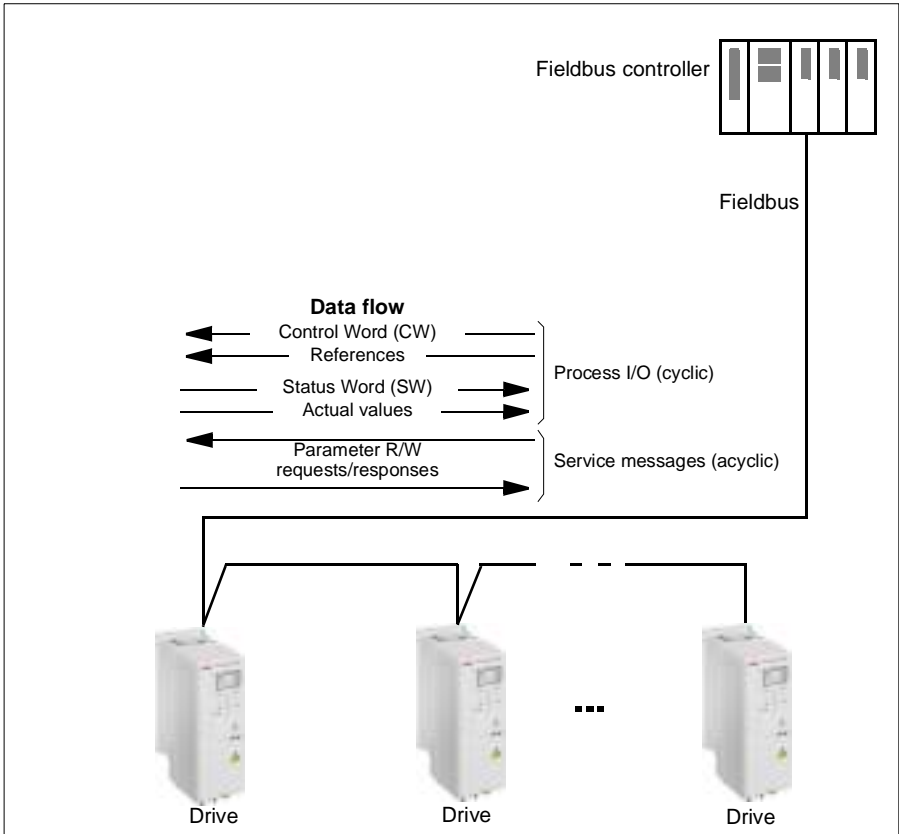 Fieldbus controller
Fieldbus
Data flow
Control Word (CW)
References
Status Word (SW)
Actual values
Process I/O (cyclic)
Parameter R/W
requests/responses
Service messages (acyclic)
Drive
Drive
Drive